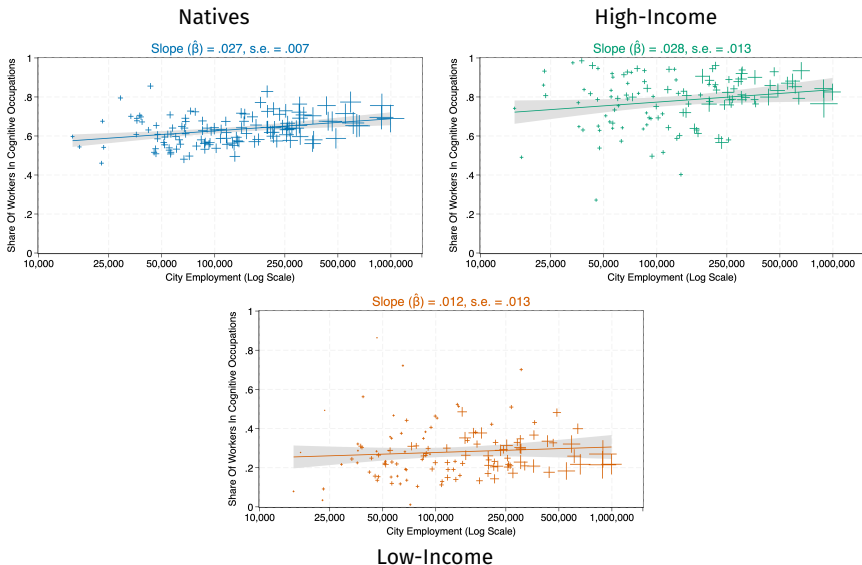 Natives
Slope (β̂) = .027, s.e. = .007
Share Of Workers In Cognitive Occupations
1
.8
.6
.4
.2
0
10,000 25,000 50,000 100,000 250,000 500,000 1,000,000
City Employment (Log Scale)
High-Income
Slope (β̂) = .028, s.e. = .013
Share Of Workers In Cognitive Occupations
1
.8
.6
.4
.2
0
10,000 25,000 50,000 100,000 250,000 500,000 1,000,000
City Employment (Log Scale)
Slope (β̂) = .012, s.e. = .013
Share Of Workers In Cognitive Occupations
1
.8
.6
.4
.2
0
10,000 25,000 50,000 100,000 250,000 500,000 1,000,000
City Employment (Log Scale)
Low-Income